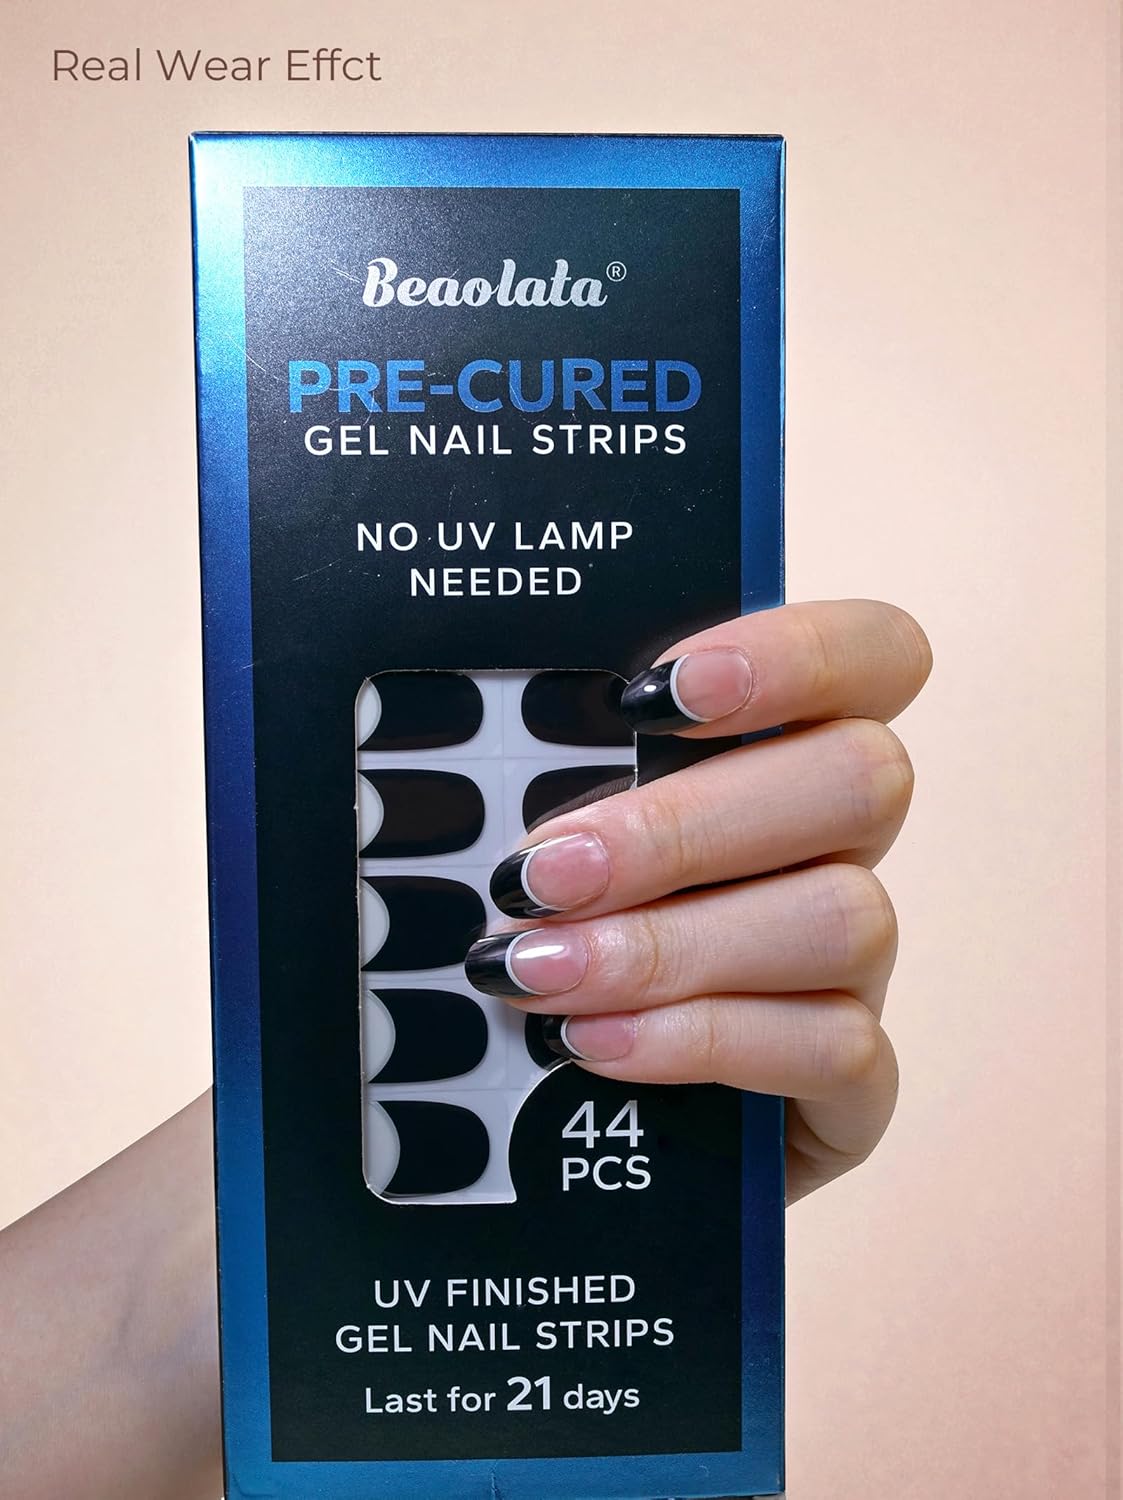 Real Wear Effct
Beaolata®
PRE-CURED
GEL NAIL STRIPS
NO UV LAMP
NEEDED
44
PCS
UV FINISHED
GEL NAIL STRIPS
Last for 21 days